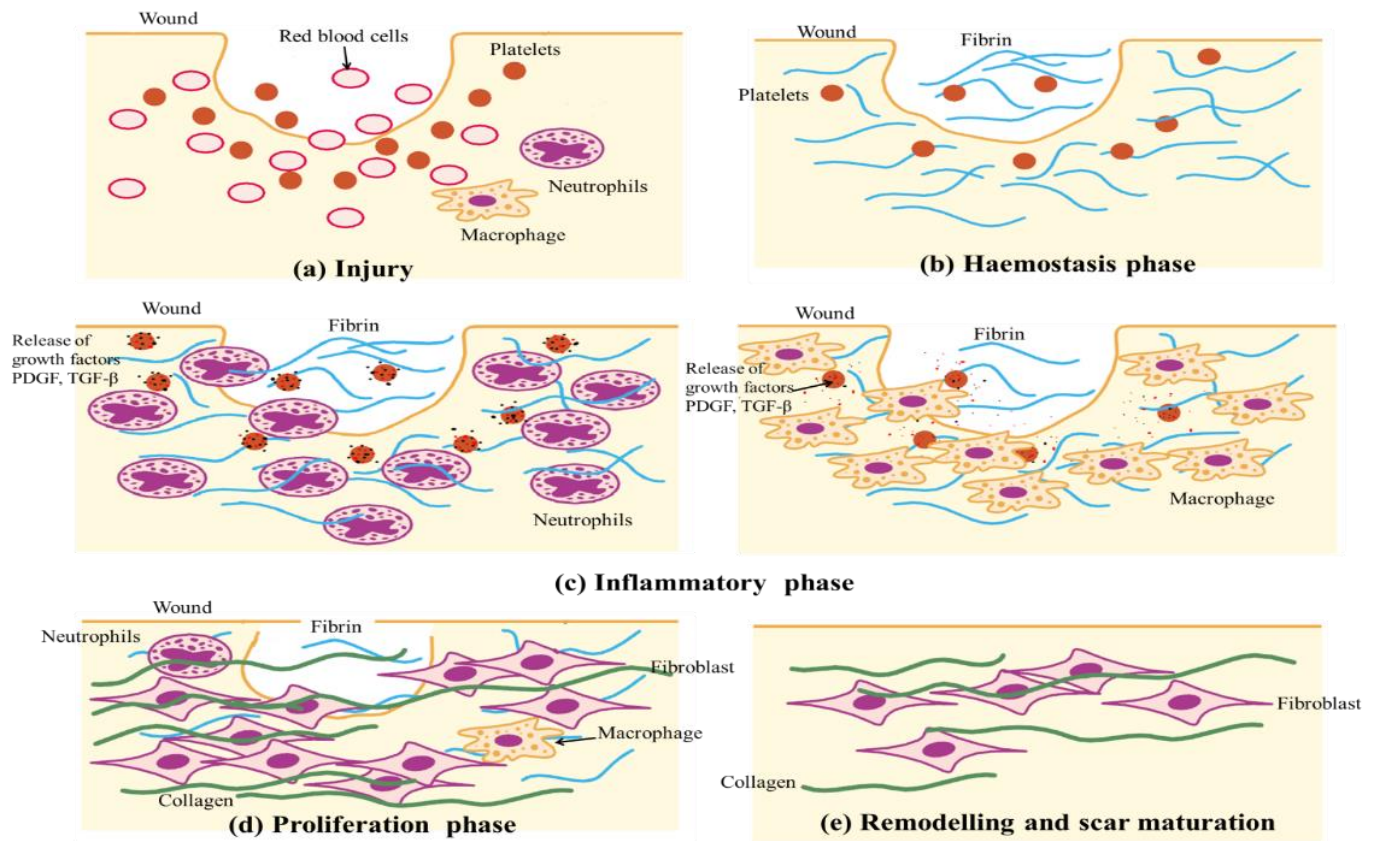 Wound
Red blood cells
Platelets
Neutrophils
Macrophage
(a) Injury
Wound
Fibrin
Platelets
(b) Haemostasis phase
Wound
Release of
growth factors
PDGF, TGF-β
Fibrin
Neutrophils
Wound
Fibrin
Release of
growth factors
PDGF, TGF-β
Macrophage
(c) Inflammatory phase
Wound
Neutrophils
Fibrin
Fibroblast
Macrophage
Collagen
(d) Proliferation phase
Fibroblast
Collagen
(e) Remodelling and scar maturation